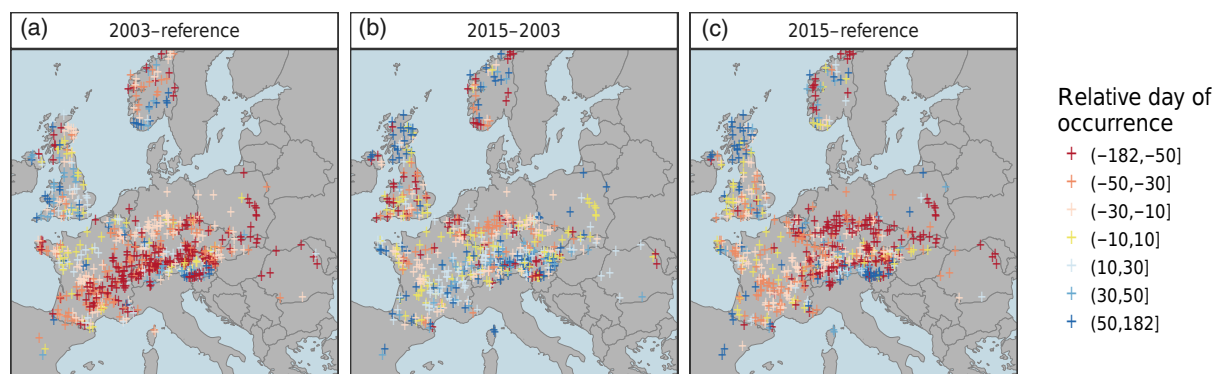 (a) 2003–reference
(b) 2015–2003
(c) 2015–reference
Relative day of
occurrence
(−182,−50]
(−50,−30]
(−30,−10]
(−10,10]
(10,30]
(30,50]
(50,182]